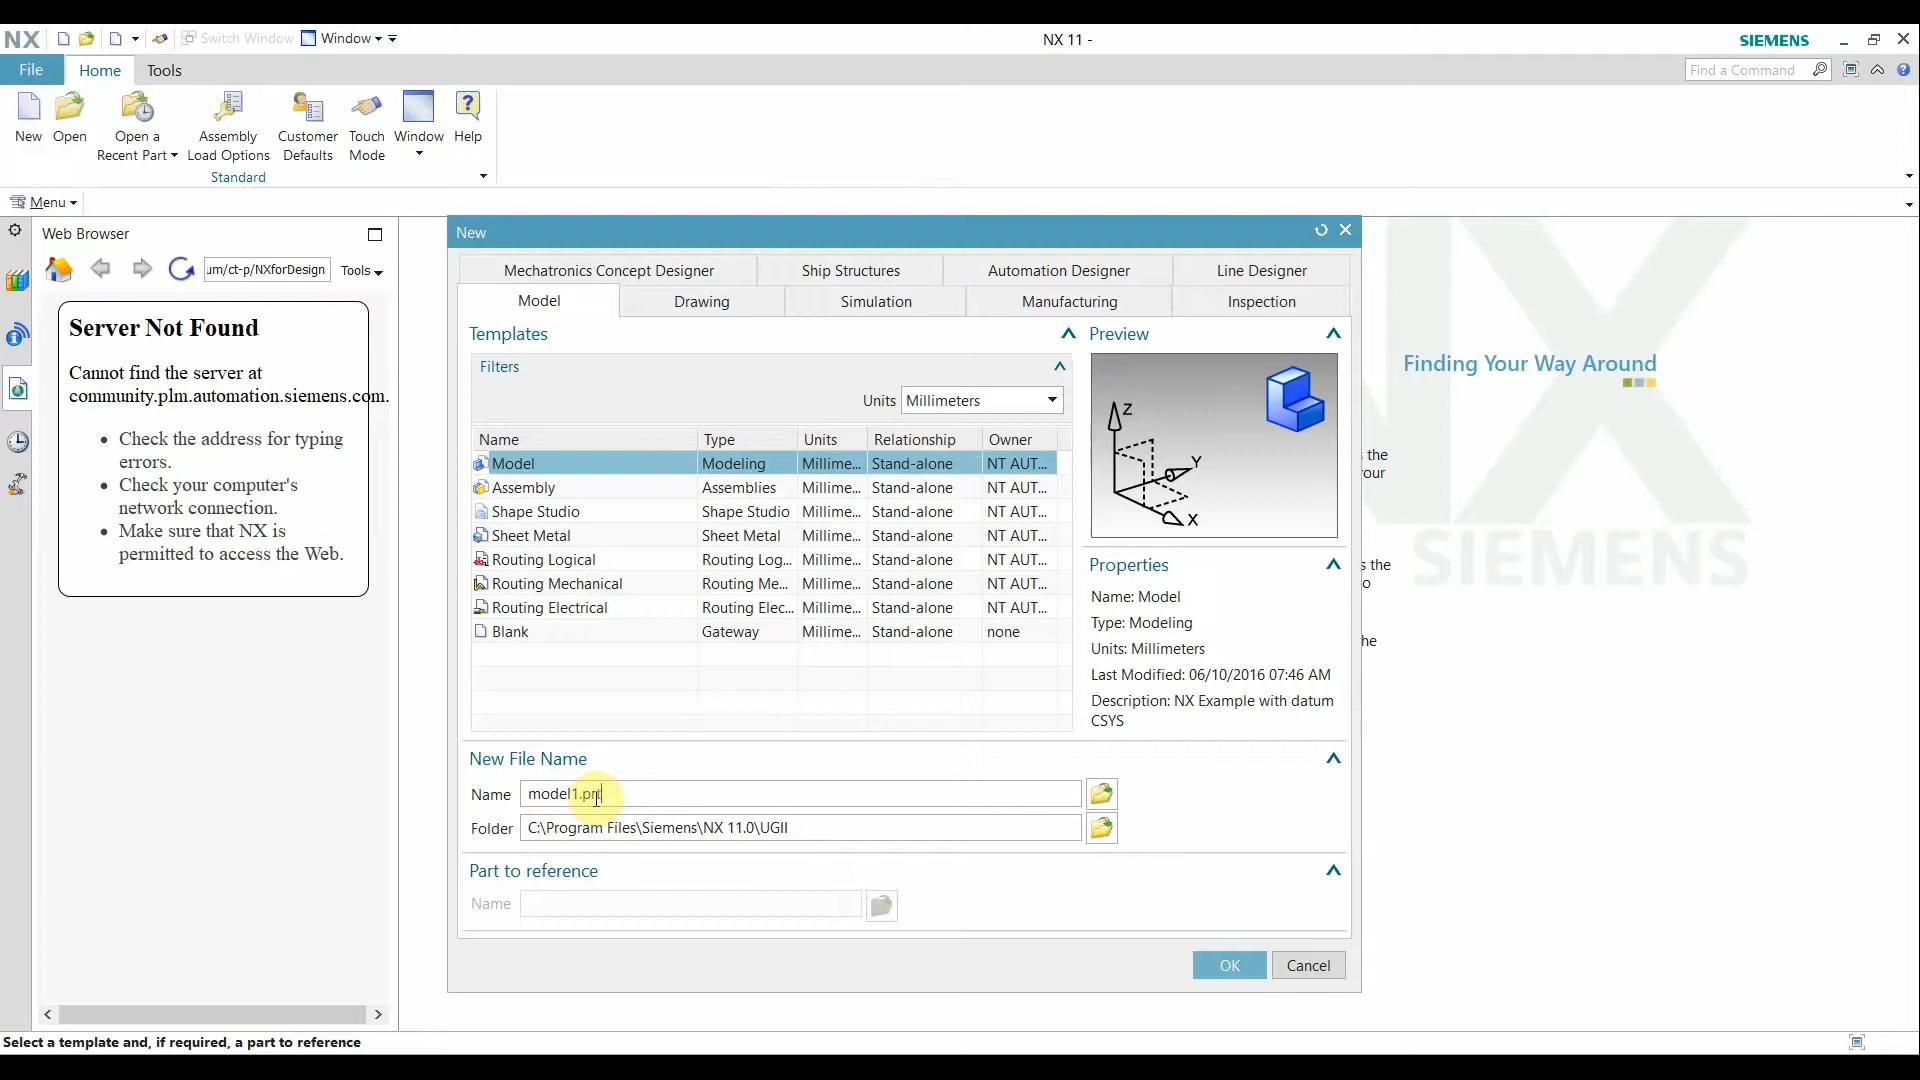 NX
Switch Window
Window
NX 11 -
SIEMENS
File
Home
Tools
Find a Command
New
Open
Open a
Recent Part
Assembly
Load Options
Customer
Defaults
Touch
Mode
Window
Help
Standard
Menu
Web Browser
um/ct-p/NXforDesign
Tools
Server Not Found
Cannot find the server at
community.plm.automation.siemens.com.
• Check the address for typing
errors.
• Check your computer's
network connection.
• Make sure that NX is
permitted to access the Web.
New
Mechatronics Concept Designer
Ship Structures
Automation Designer
Line Designer
Model
Drawing
Simulation
Manufacturing
Inspection
Templates
Filters
Units Millimeters
Name Type Units Relationship Owner
Model Modeling Millime... Stand-alone NT AUT...
Assembly Assemblies Millime... Stand-alone NT AUT...
Shape Studio Shape Studio Millime... Stand-alone NT AUT...
Sheet Metal Sheet Metal Millime... Stand-alone NT AUT...
Routing Logical Routing Log... Millime... Stand-alone NT AUT...
Routing Mechanical Routing Me... Millime... Stand-alone NT AUT...
Routing Electrical Routing Elec... Millime... Stand-alone NT AUT...
Blank Gateway Millime... Stand-alone none
Preview
Z
Y
X
Properties
Name: Model
Type: Modeling
Units: Millimeters
Last Modified: 06/10/2016 07:46 AM
Description: NX Example with datum
CSYS
New File Name
Name model1.prt
Folder C:\Program Files\Siemens\NX 11.0\UGII
Part to reference
Name
OK
Cancel
Finding Your Way Around
the
your
SIEMENS
s the
o
he
Select a template and, if required, a part to reference